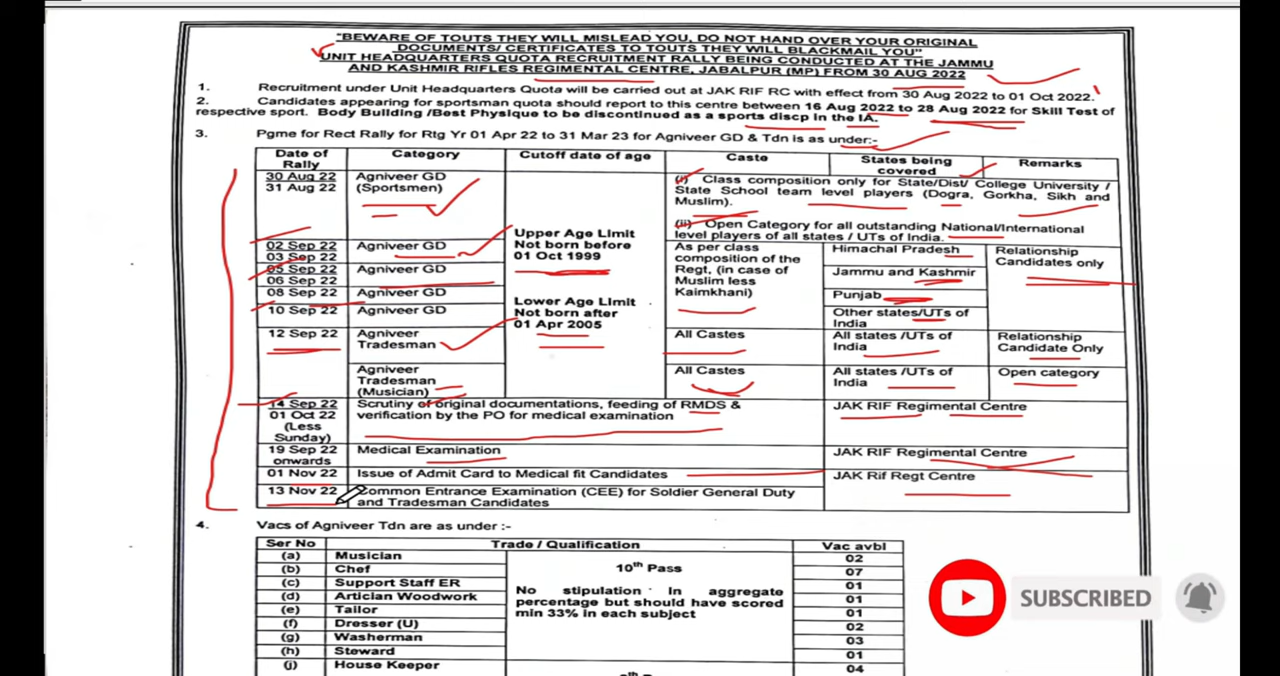 "BEWARE OF TOUTS THEY WILL MISLEAD YOU, DO NOT HAND OVER YOUR ORIGINAL
DOCUMENTS/ CERTIFICATES TO TOUTS THEY WILL BLACKMAIL YOU"
UNIT HEADQUARTERS QUOTA RECRUITMENT RALLY BEING CONDUCTED AT THE JAMMU
AND KASHMIR RIFLES REGIMENTAL CENTRE, JABALPUR (MP) FROM 30 AUG 2022
1. Recruitment under Unit Headquarters Quota will be carried out at JAK RIF RC with effect from 30 Aug 2022 to 01 Oct 2022.
2. Candidates appearing for sportsman quota should report to this centre between 16 Aug 2022 to 28 Aug 2022 for Skill Test of
respective sport. Body Building /Best Physique to be discontinued as a sports discp in the IA.
3. Pgme for Rect Rally for Rtg Yr 01 Apr 22 to 31 Mar 23 for Agniveer GD & Tdn is as under:-
Date of Rally
Category
Cutoff date of age
Caste
States being covered
Remarks
30 Aug 22
31 Aug 22
Agniveer GD
(Sportsmen)
Upper Age Limit
Not born before
01 Oct 1999
Lower Age Limit
Not born after
01 Apr 2005
(i) Class composition only for State/Dist/ College University /
State School team level players (Dogra, Gorkha, Sikh and
Muslim).
(ii) Open Category for all outstanding National/International
level players of all states / UTs of India.
02 Sep 22
03 Sep 22
Agniveer GD
As per class
composition of the
Regt, (in case of
Muslim less
Kaimkhani)
Himachal Pradesh
Relationship
Candidates only
05 Sep 22
06 Sep 22
Agniveer GD
Jammu and Kashmir
08 Sep 22
Agniveer GD
Punjab
10 Sep 22
Agniveer GD
Other states/UTs of
India
12 Sep 22
Agniveer
Tradesman
All Castes
All states /UTs of
India
Relationship
Candidate Only
Agniveer
Tradesman
(Musician)
All Castes
All states /UTs of
India
Open category
14 Sep 22
01 Oct 22
(Less
Sunday)
Scrutiny of original documentations, feeding of RMDS &
verification by the PO for medical examination
JAK RIF Regimental Centre
19 Sep 22
onwards
Medical Examination
JAK RIF Regimental Centre
01 Nov 22
Issue of Admit Card to Medical fit Candidates
JAK Rif Regt Centre
13 Nov 22
Common Entrance Examination (CEE) for Soldier General Duty
and Tradesman Candidates
4. Vacs of Agniveer Tdn are as under :-
Ser No
Trade / Qualification
Vac avbl
(a) Musician 02
(b) Chef 07
(c) Support Staff ER 01
(d) Artician Woodwork 01
(e) Tailor 01
(f) Dresser (U) 02
(g) Washerman 03
(h) Steward 01
10th Pass
No stipulation in aggregate
percentage but should have scored
min 33% in each subject
(i) House Keeper 04
SUBSCRIBED